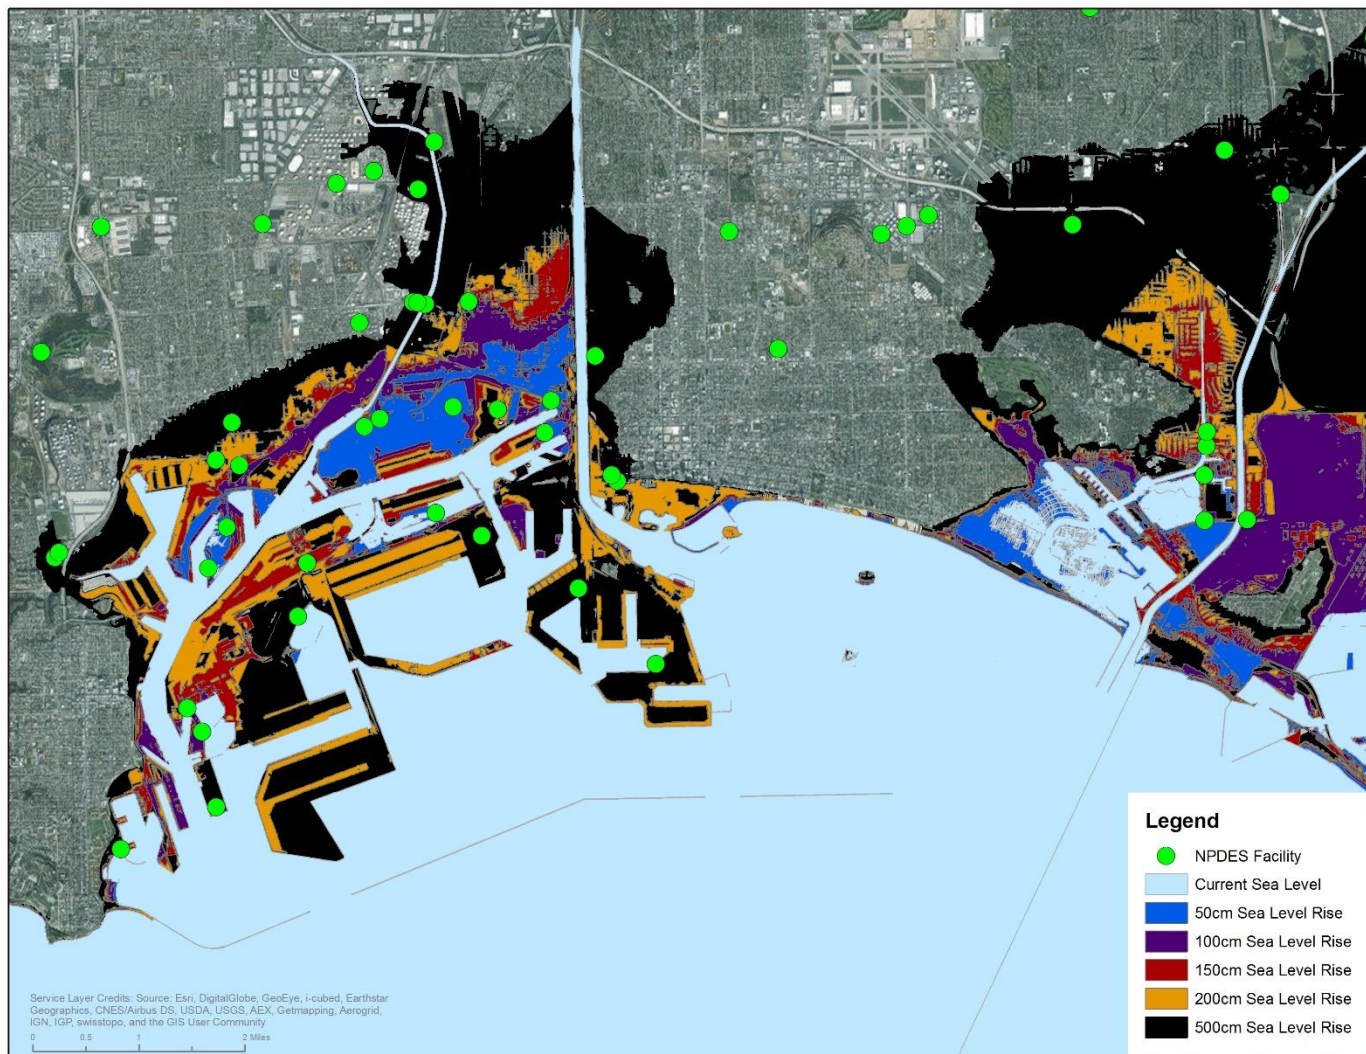 Legend
NPDES Facility
Current Sea Level
50cm Sea Level Rise
100cm Sea Level Rise
150cm Sea Level Rise
200cm Sea Level Rise
500cm Sea Level Rise
Service Layer Credits: Source: Esri, DigitalGlobe, GeoEye, i-cubed, Earthstar
Geographics, CNES/Airbus DS, USDA, USGS, AEX, Getmapping, Aerogrid,
IGN, IGP, swisstopo, and the GIS User Community
0 0.5 1 2 Miles